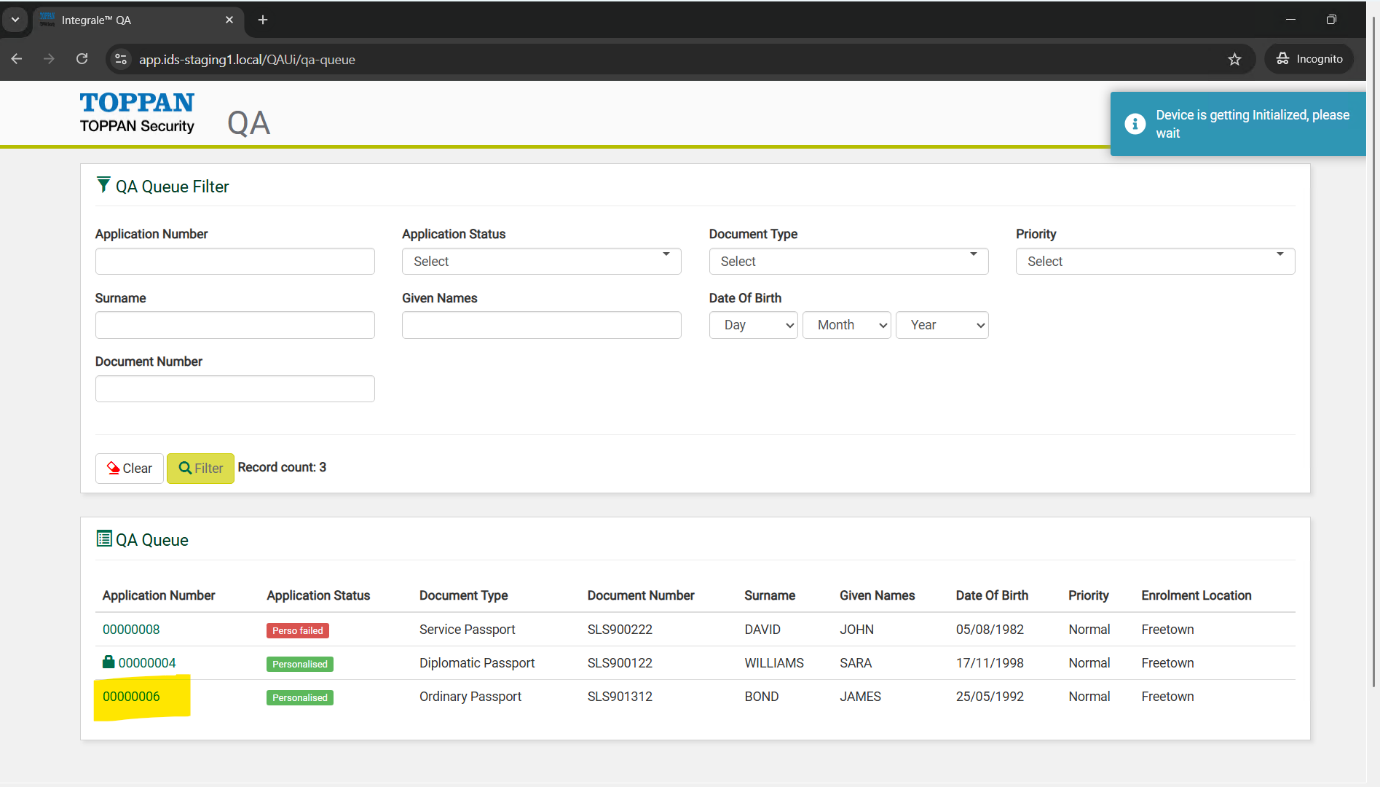 Integrale™ QA
app.ids-staging1.local/QAUi/qa-queue
Incognito
TOPPAN
TOPPAN Security
QA
Device is getting Initialized, please
wait
QA Queue Filter
Application Number Application Status Document Type Priority
Select Select Select
Surname Given Names Date Of Birth
Day Month Year
Document Number
Clear Filter Record count: 3
QA Queue
Application Number Application Status Document Type Document Number Surname Given Names Date Of Birth Priority Enrolment Location
00000008 Perso failed Service Passport SLS900222 DAVID JOHN 05/08/1982 Normal Freetown
00000004 Personalised Diplomatic Passport SLS900122 WILLIAMS SARA 17/11/1998 Normal Freetown
00000006 Personalised Ordinary Passport SLS901312 BOND JAMES 25/05/1992 Normal Freetown